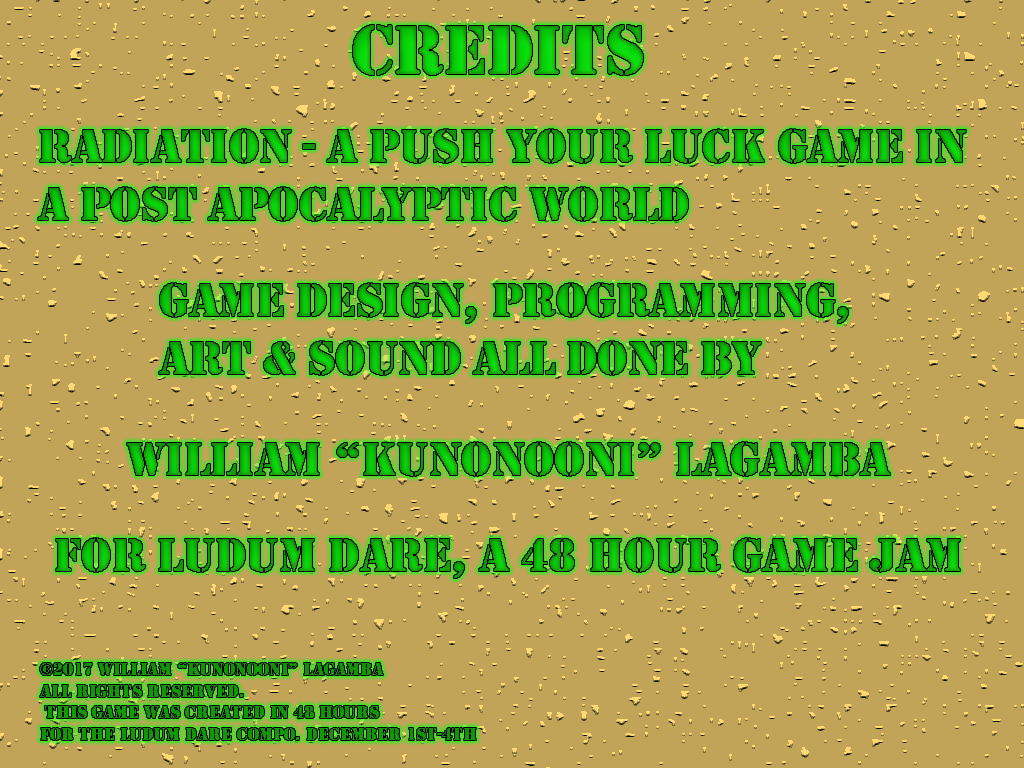 CREDITS
RADIATION - A PUSH YOUR LUCK GAME IN
A POST APOCALYPTIC WORLD
GAME DESIGN, PROGRAMMING,
ART & SOUND ALL DONE BY
WILLIAM “KUNONOONI” LAGAMBA
FOR LUDUM DARE, A 48 HOUR GAME JAM
©2017 WILLIAM “KUNONOONI” LAGAMBA
ALL RIGHTS RESERVED.
THIS GAME WAS CREATED IN 48 HOURS
FOR THE LUDUM DARE COMPO. DECEMBER 1ST-4TH